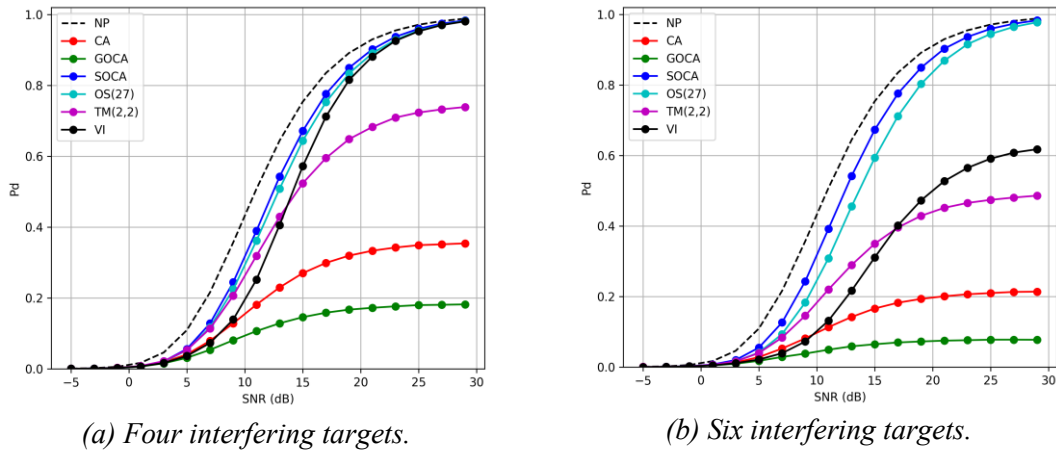 1.0
0.8
0.6
0.4
0.2
0.0
Pd
NP
CA
GOCA
SOCA
OS(27)
TM(2,2)
VI
-5 0 5 10 15 20 25 30
SNR (dB)
(a) Four interfering targets.
1.0
0.8
0.6
0.4
0.2
0.0
Pd
NP
CA
GOCA
SOCA
OS(27)
TM(2,2)
VI
-5 0 5 10 15 20 25 30
SNR (dB)
(b) Six interfering targets.